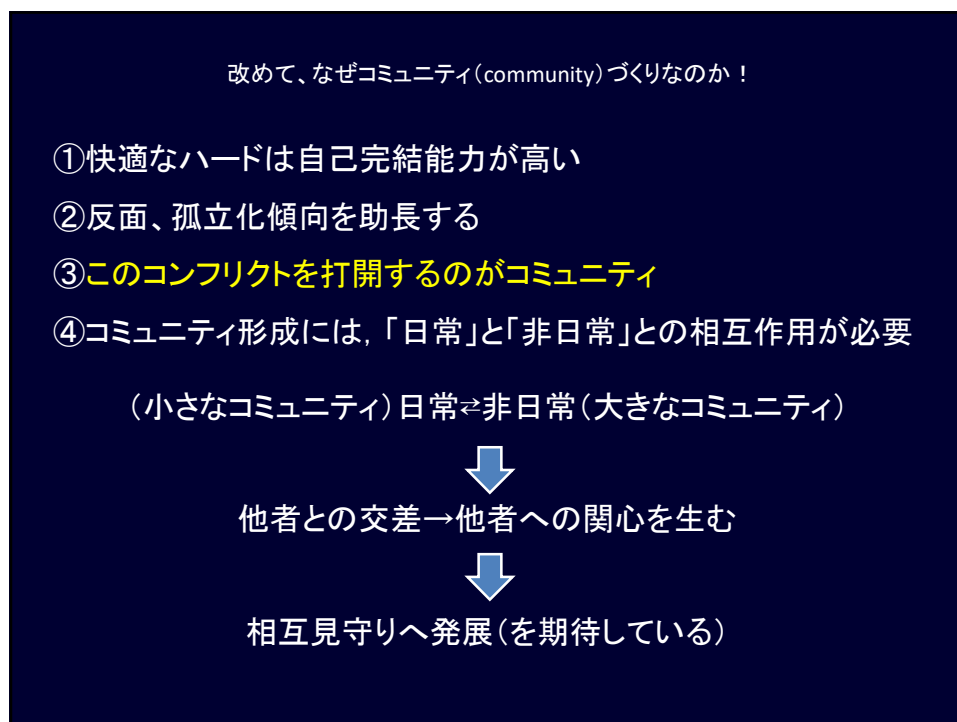 改めて、なぜコミュニティ(community)づくりなのか！
①快適なハードは自己完結能力が高い
②反面、孤立化傾向を助長する
③このコンフリクトを打開するのがコミュニティ
④コミュニティ形成には,「日常」と「非日常」との相互作用が必要
(小さなコミュニティ)日常⇄非日常(大きなコミュニティ)
他者との交差→他者への関心を生む
相互見守りへ発展(を期待している)